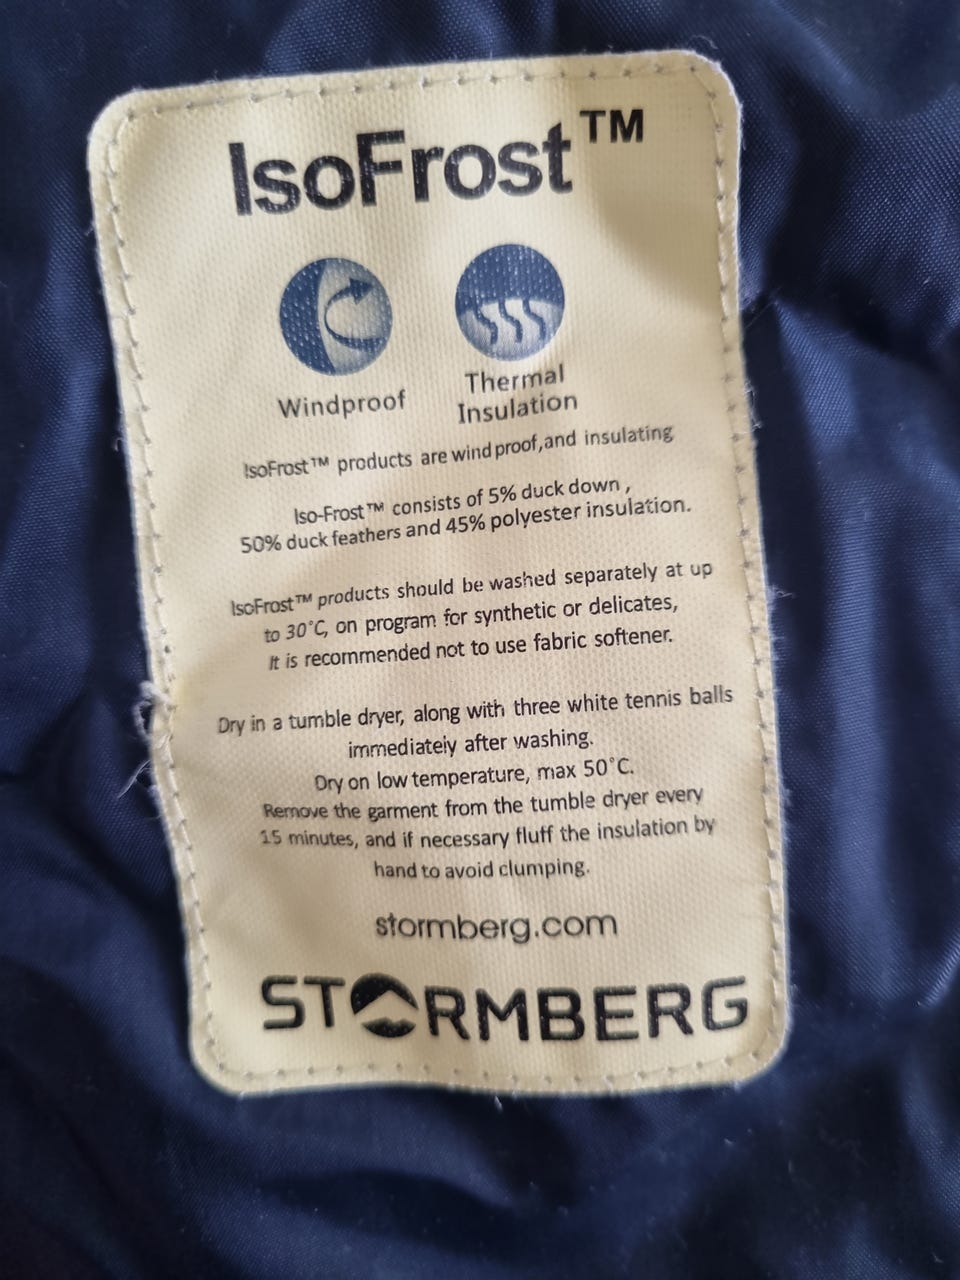 IsoFrost™
Windproof
Thermal
Insulation
IsoFrost™ products are windproof,and insulating
Iso-Frost™ consists of 5% duck down ,
50% duck feathers and 45% polyester insulation.
IsoFrost™ products should be washed separately at up
to 30°C, on program for synthetic or delicates,
It is recommended not to use fabric softener.
Dry in a tumble dryer, along with three white tennis balls
immediately after washing.
Dry on low temperature, max 50°C.
Remove the garment from the tumble dryer every
15 minutes, and if necessary fluff the insulation by
hand to avoid clumping.
stormberg.com
STORMBERG